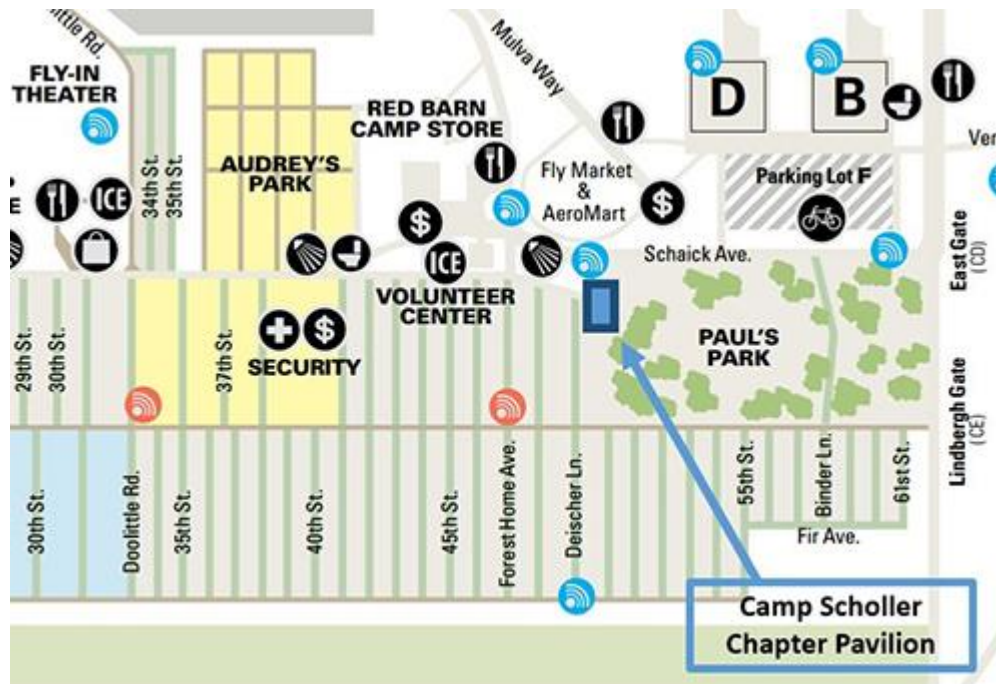 little Rd.
FLY-IN
THEATER
34th St.
35th St.
AUDREY'S
PARK
RED BARN
CAMP STORE
Mulva Way
D
B
Ver
Fly Market
&
AeroMart
Parking Lot F
E
ICE
$
$
ICE
VOLUNTEER
CENTER
Schaick Ave.
East Gate
(CD)
29th St.
30th St.
37th St.
$
SECURITY
PAUL'S
PARK
Lindbergh Gate
(CE)
30th St.
Doolittle Rd.
35th St.
40th St.
45th St.
Forest Home Ave.
Deischer Ln.
55th St.
Binder Ln.
61st St.
Fir Ave.
Camp Scholler
Chapter Pavilion